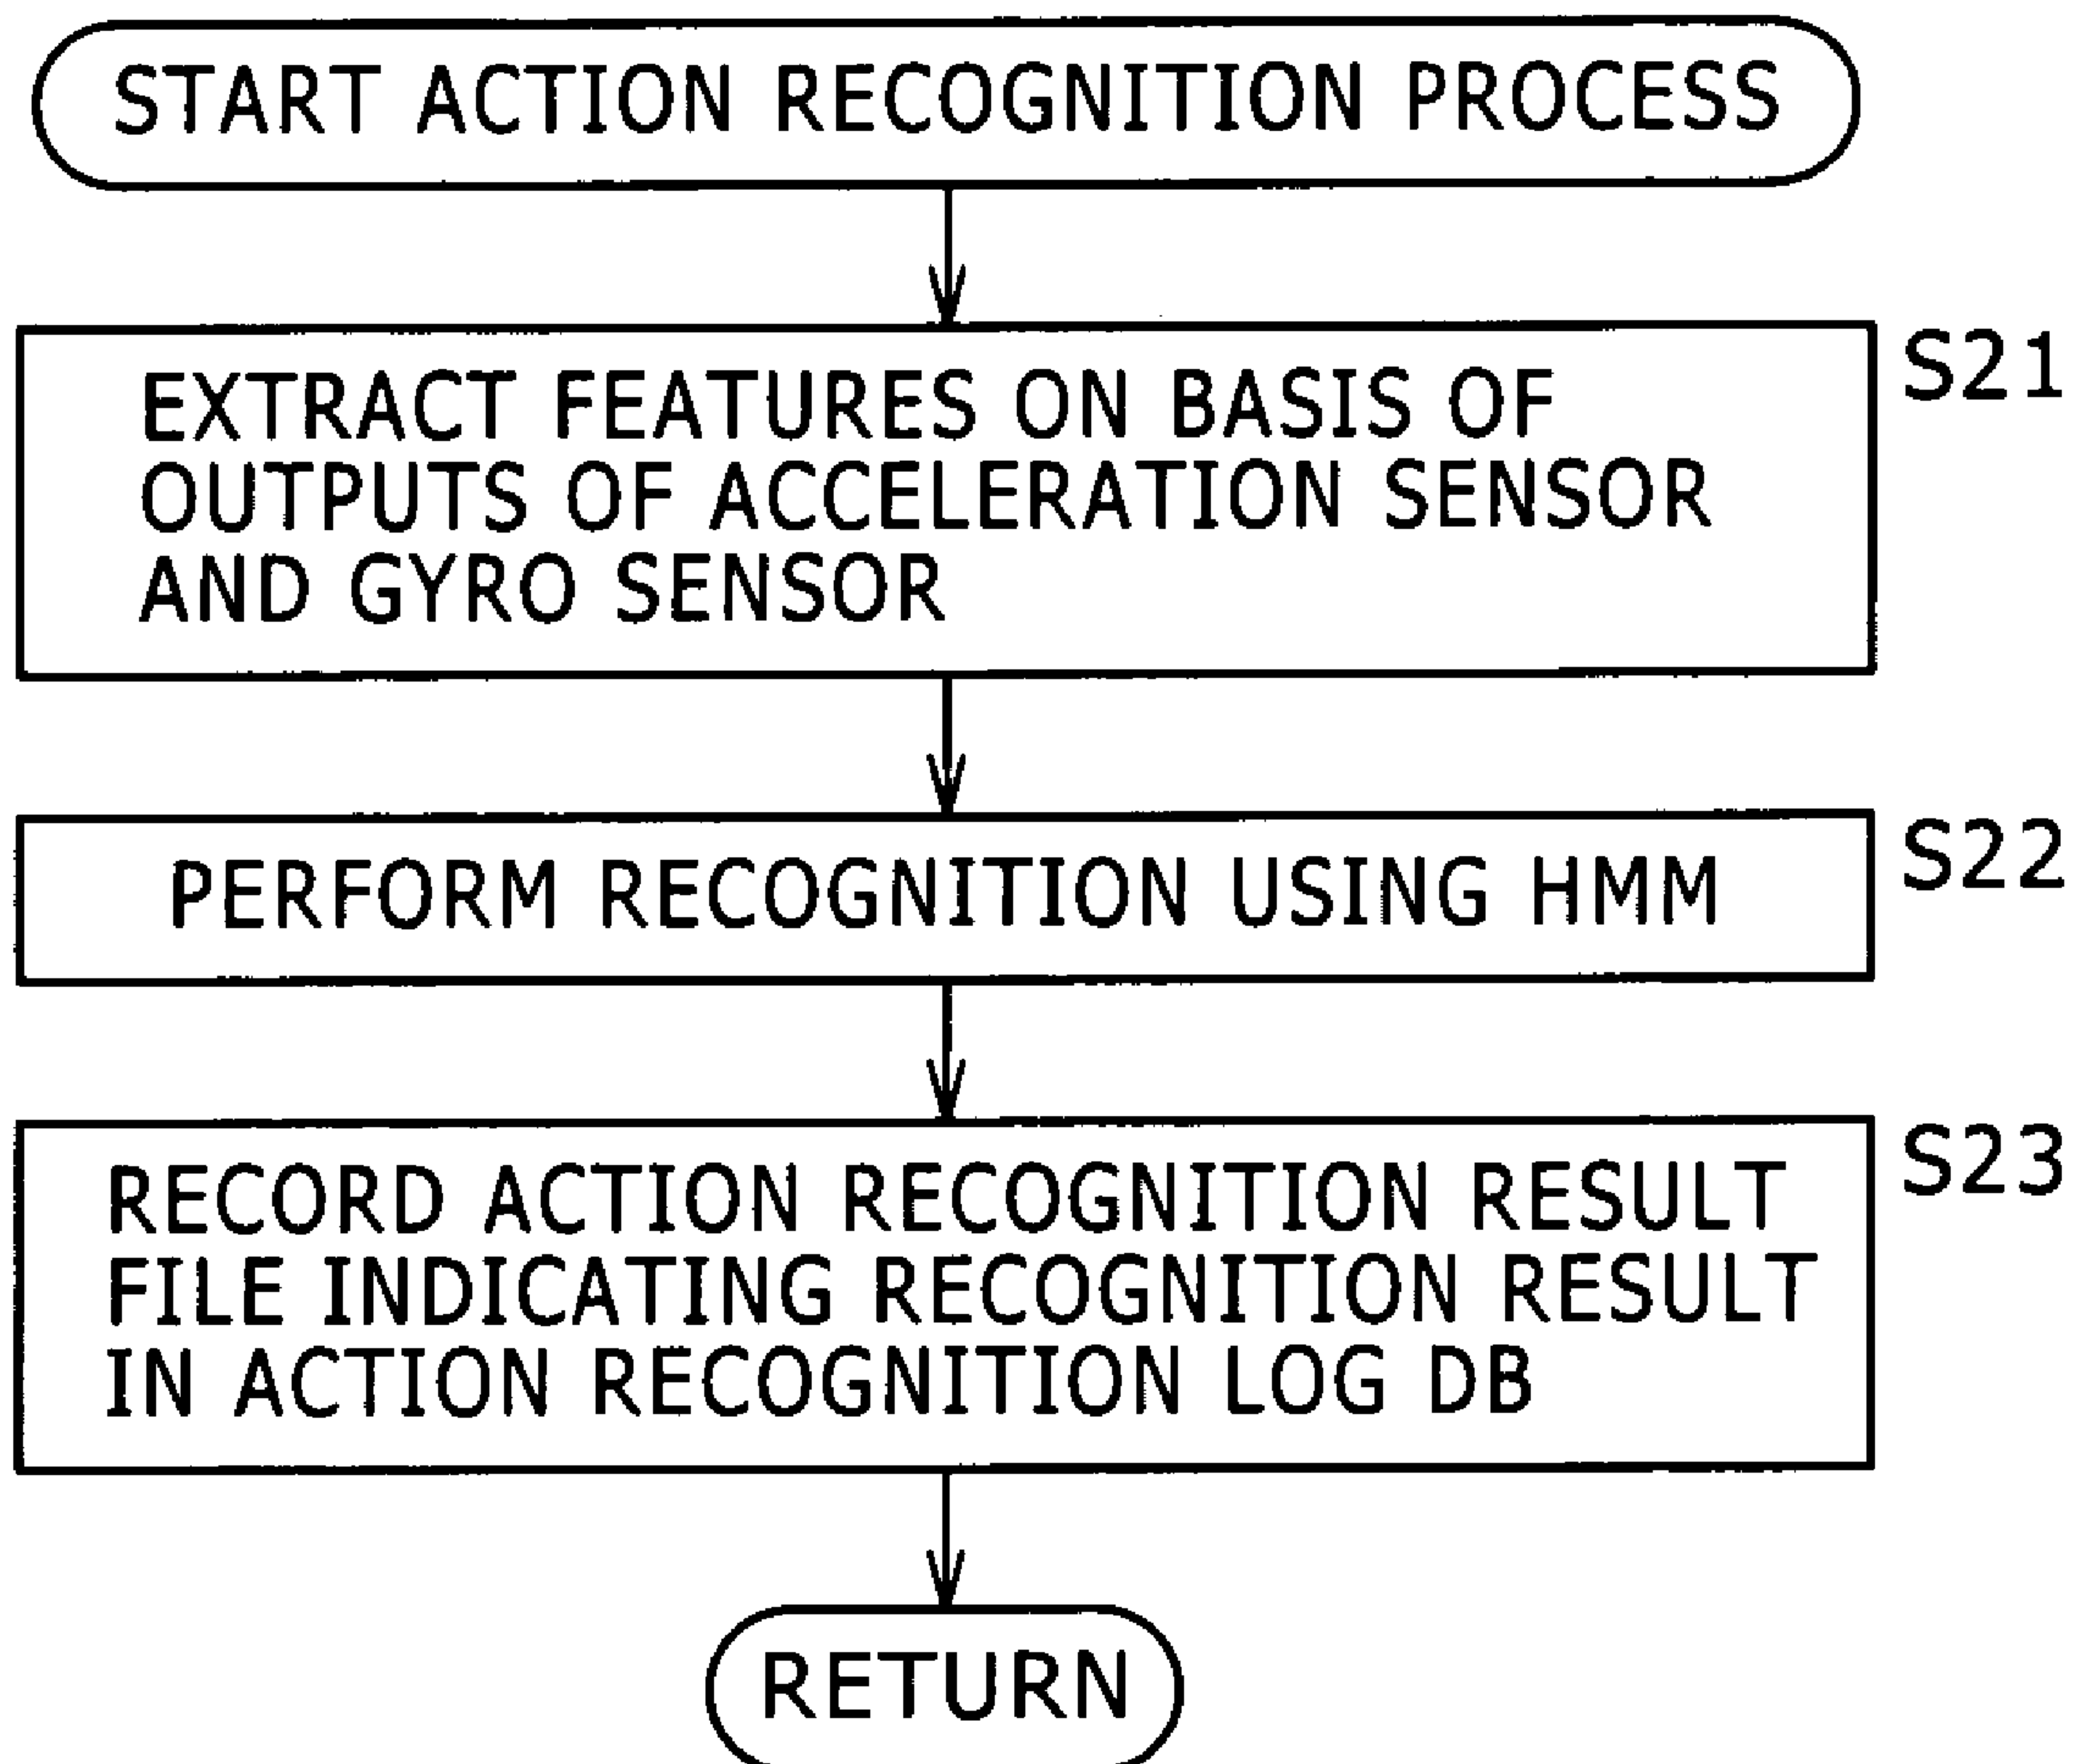 START ACTION RECOGNITION PROCESS
S21
EXTRACT FEATURES ON BASIS OF
OUTPUTS OF ACCELERATION SENSOR
AND GYRO SENSOR
S22
PERFORM RECOGNITION USING HMM
S23
RECORD ACTION RECOGNITION RESULT
FILE INDICATING RECOGNITION RESULT
IN ACTION RECOGNITION LOG DB
RETURN